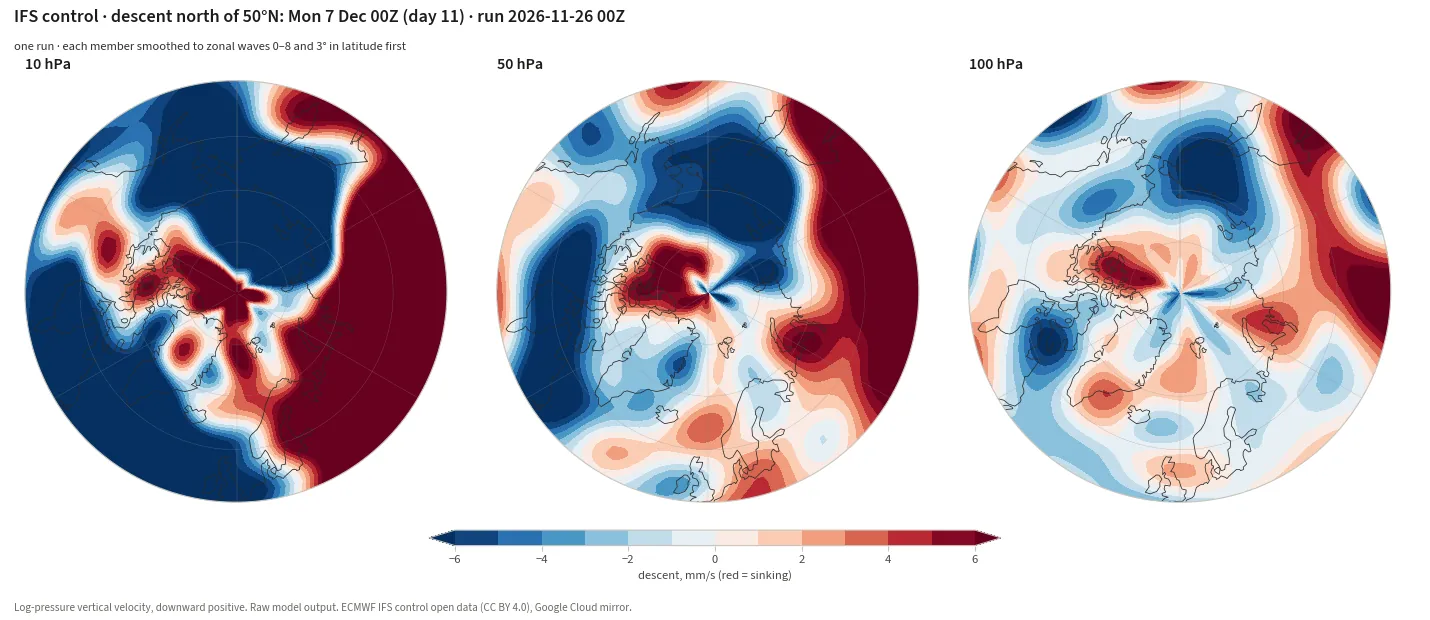 IFS control · descent north of 50°N: Mon 7 Dec 00Z (day 11) · run 2026-11-26 00Z
one run · each member smoothed to zonal waves 0–8 and 3° in latitude first
10 hPa
50 hPa
100 hPa
−6 −4 −2 0 2 4 6
descent, mm/s (red = sinking)
Log-pressure vertical velocity, downward positive. Raw model output. ECMWF IFS control open data (CC BY 4.0), Google Cloud mirror.